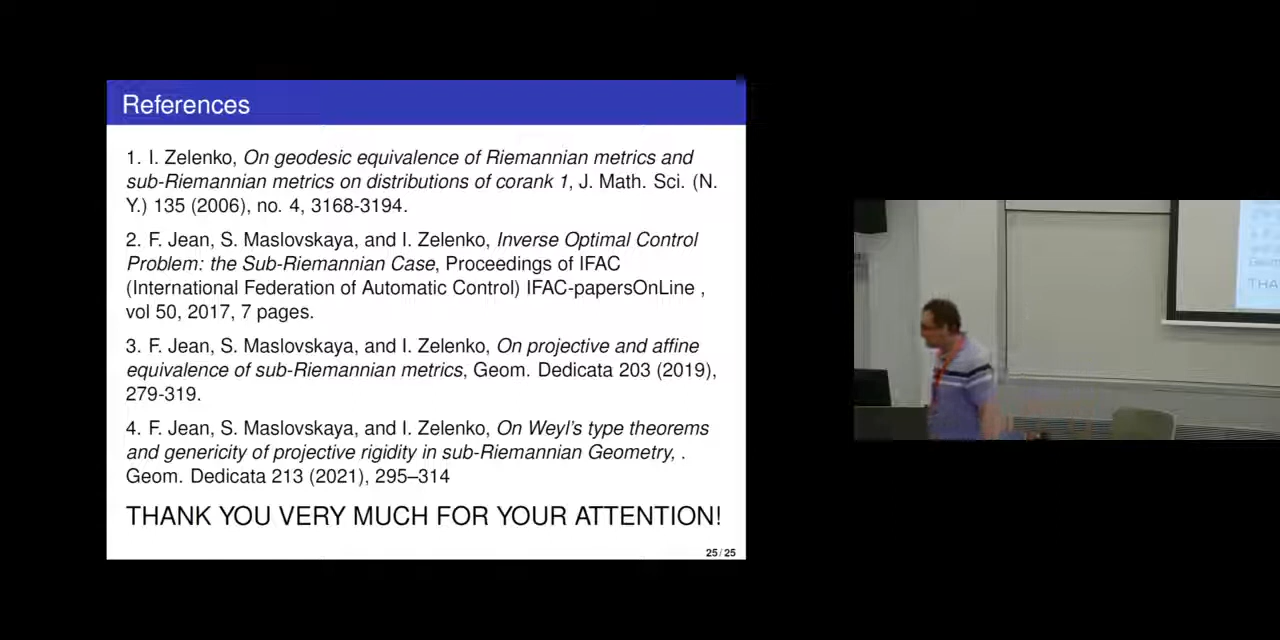 References
1. I. Zelenko, On geodesic equivalence of Riemannian metrics and
sub-Riemannian metrics on distributions of corank 1, J. Math. Sci. (N.
Y.) 135 (2006), no. 4, 3168-3194.
2. F. Jean, S. Maslovskaya, and I. Zelenko, Inverse Optimal Control
Problem: the Sub-Riemannian Case, Proceedings of IFAC
(International Federation of Automatic Control) IFAC-papersOnLine ,
vol 50, 2017, 7 pages.
3. F. Jean, S. Maslovskaya, and I. Zelenko, On projective and affine
equivalence of sub-Riemannian metrics, Geom. Dedicata 203 (2019),
279-319.
4. F. Jean, S. Maslovskaya, and I. Zelenko, On Weyl's type theorems
and genericity of projective rigidity in sub-Riemannian Geometry, .
Geom. Dedicata 213 (2021), 295–314
THANK YOU VERY MUCH FOR YOUR ATTENTION!
25 / 25